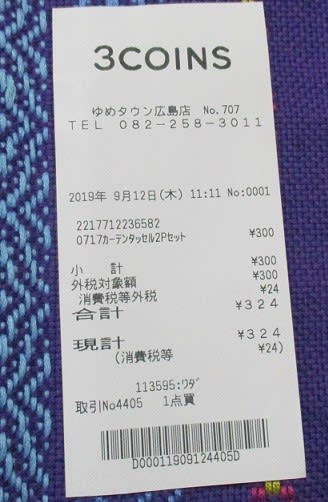 3COINS
ゆめタウン広島店 No.707
TEL 082-258-3011
2019年 9月12日(木) 11:11 No:0001
2217712236582
0717カーテンタッセル2Pセット ¥300
小 計 ¥300
外税対象額 ¥300
消費税等外税 ¥24
合計 ¥324
現計 ¥324
(消費税等 ¥24)
113595:ワダ
取引No4405 1点買
D00011909124405D